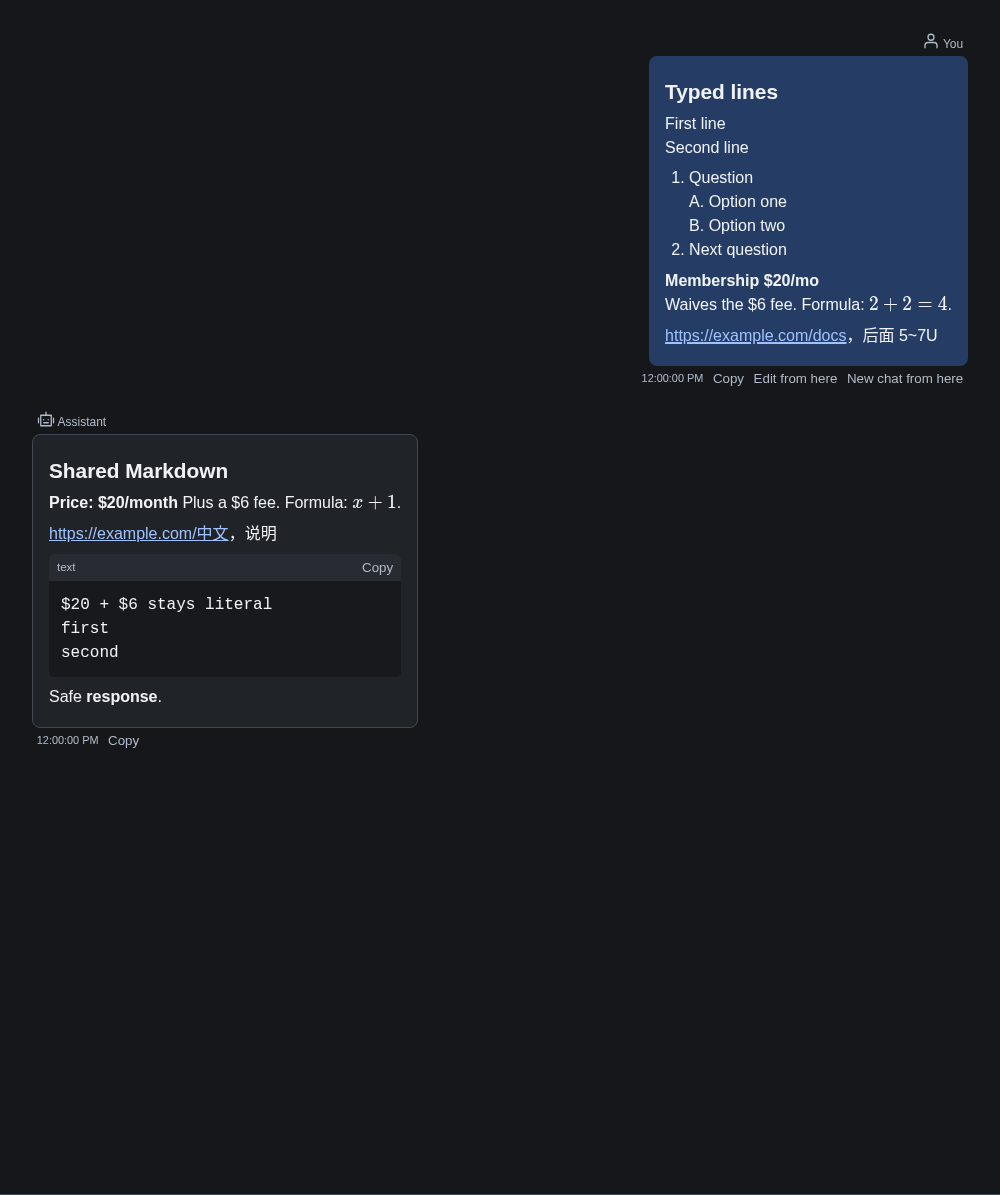 You
Typed lines
First line
Second line
1. Question
A. Option one
B. Option two
2. Next question
Membership $20/mo
Waives the $6 fee. Formula: 2 + 2 = 4.
https://example.com/docs，后面 5~7U
12:00:00 PM Copy Edit from here New chat from here
Assistant
Shared Markdown
Price: $20/month Plus a $6 fee. Formula: x + 1.
https://example.com/中文，说明
text Copy
$20 + $6 stays literal
first
second
Safe response.
12:00:00 PM Copy